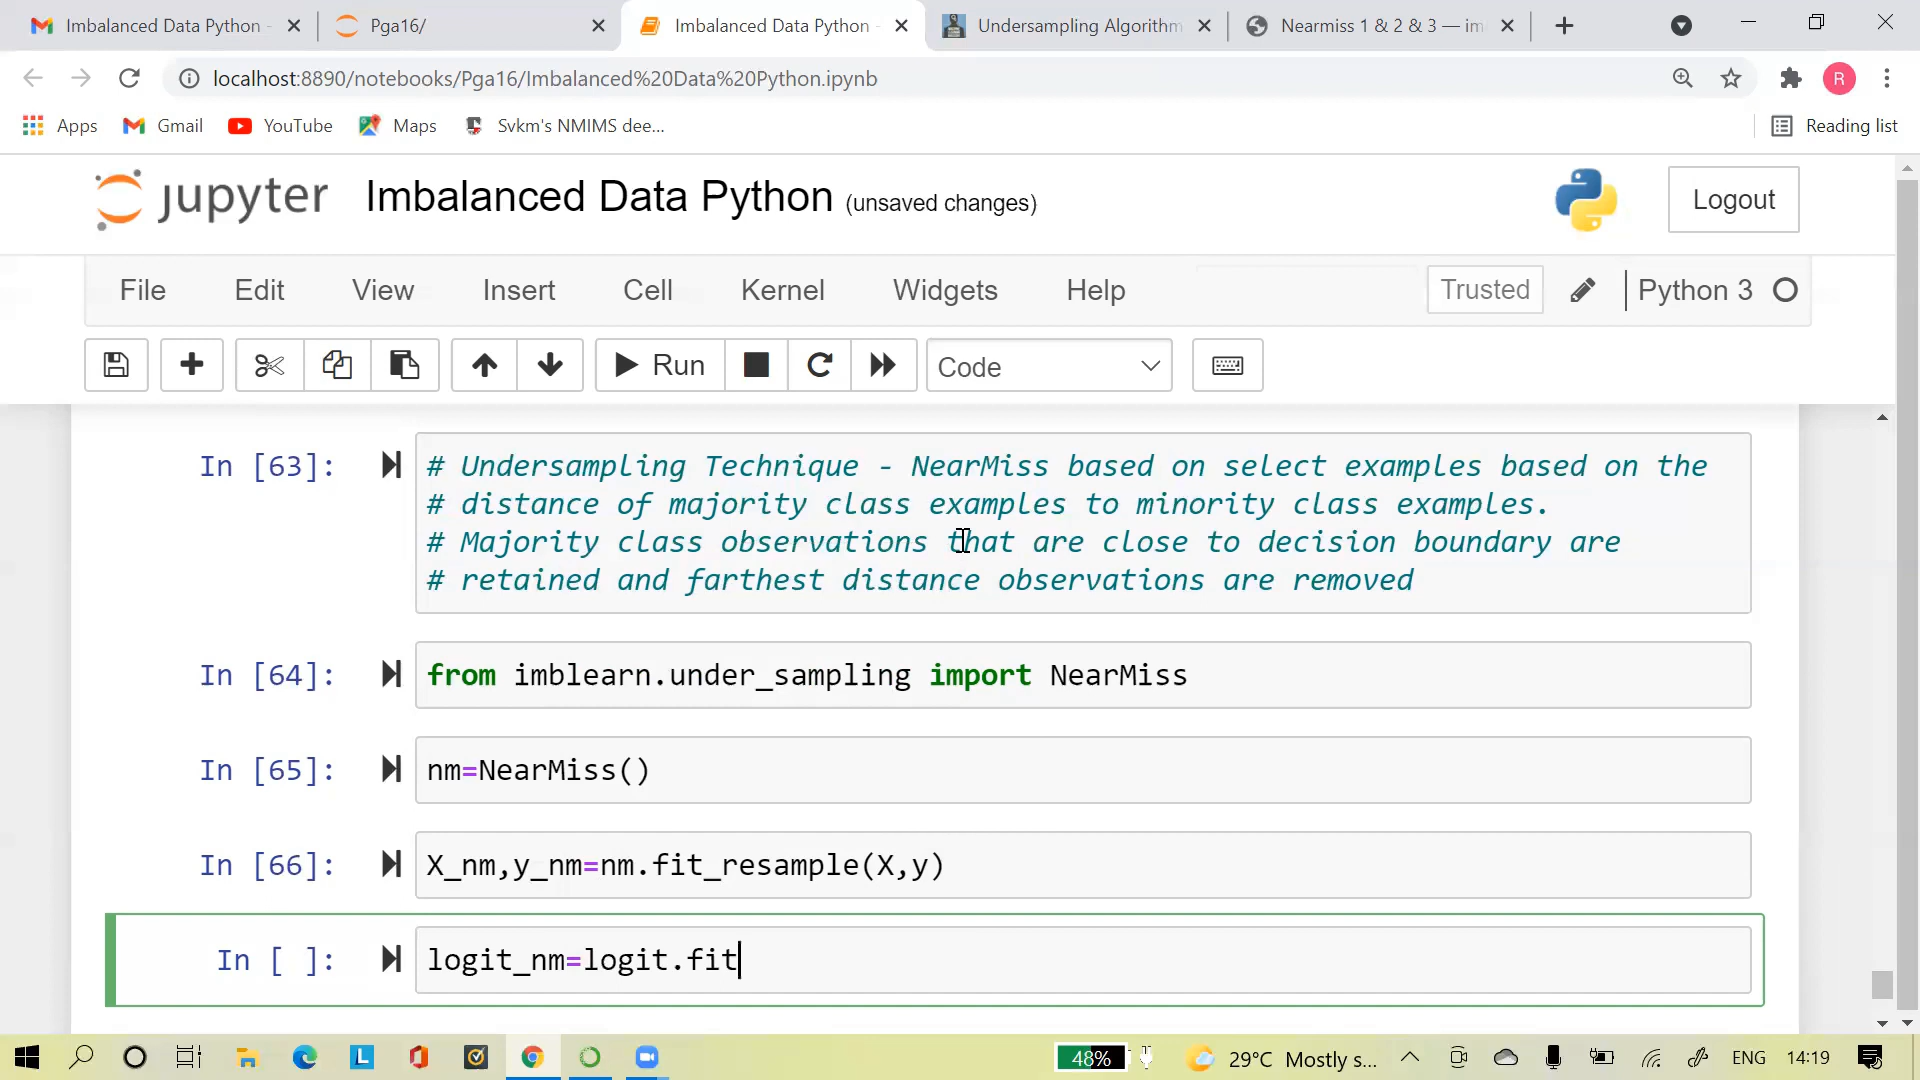 Imbalanced Data Python -
Pga16/
Imbalanced Data Python -
Undersampling Algorithm
Nearmiss 1 & 2 & 3 — im
localhost:8890/notebooks/Pga16/Imbalanced%20Data%20Python.ipynb
R
Apps
Gmail
YouTube
Maps
Svkm's NMIMS dee...
Reading list
jupyter
Imbalanced Data Python (unsaved changes)
Logout
File
Edit
View
Insert
Cell
Kernel
Widgets
Help
Trusted
Python 3
Run
Code
In [63]:
# Undersampling Technique - NearMiss based on select examples based on the
# distance of majority class examples to minority class examples.
# Majority class observations that are close to decision boundary are
# retained and farthest distance observations are removed
In [64]:
from imblearn.under_sampling import NearMiss
In [65]:
nm=NearMiss()
In [66]:
X_nm,y_nm=nm.fit_resample(X,y)
In [ ]:
logit_nm=logit.fit
L
48%
29°C Mostly s...
ENG
14:19